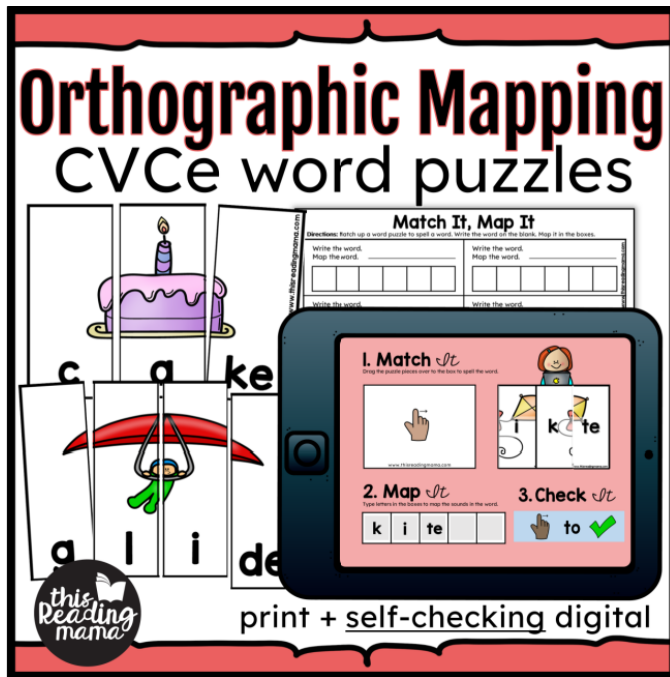 Orthographic Mapping
CVCe word puzzles
Match It, Map It
Directions: Match up a word puzzle to spell a word. Write the word on the blank. Map it in the boxes.
Write the word.
Map the word.
Write the word.
Map the word.
Write the word.
Write the word.
www.thisreadingmama.com
c a ke
g l i de
1. Match It
Drag the puzzle pieces over to the box to spell the word.
www.thisreadingmama.com
i k te
2. Map It
Type letters in the boxes to map the sounds in the word.
k i te
3. Check It
to
this
Reading
mama
print + self-checking digital